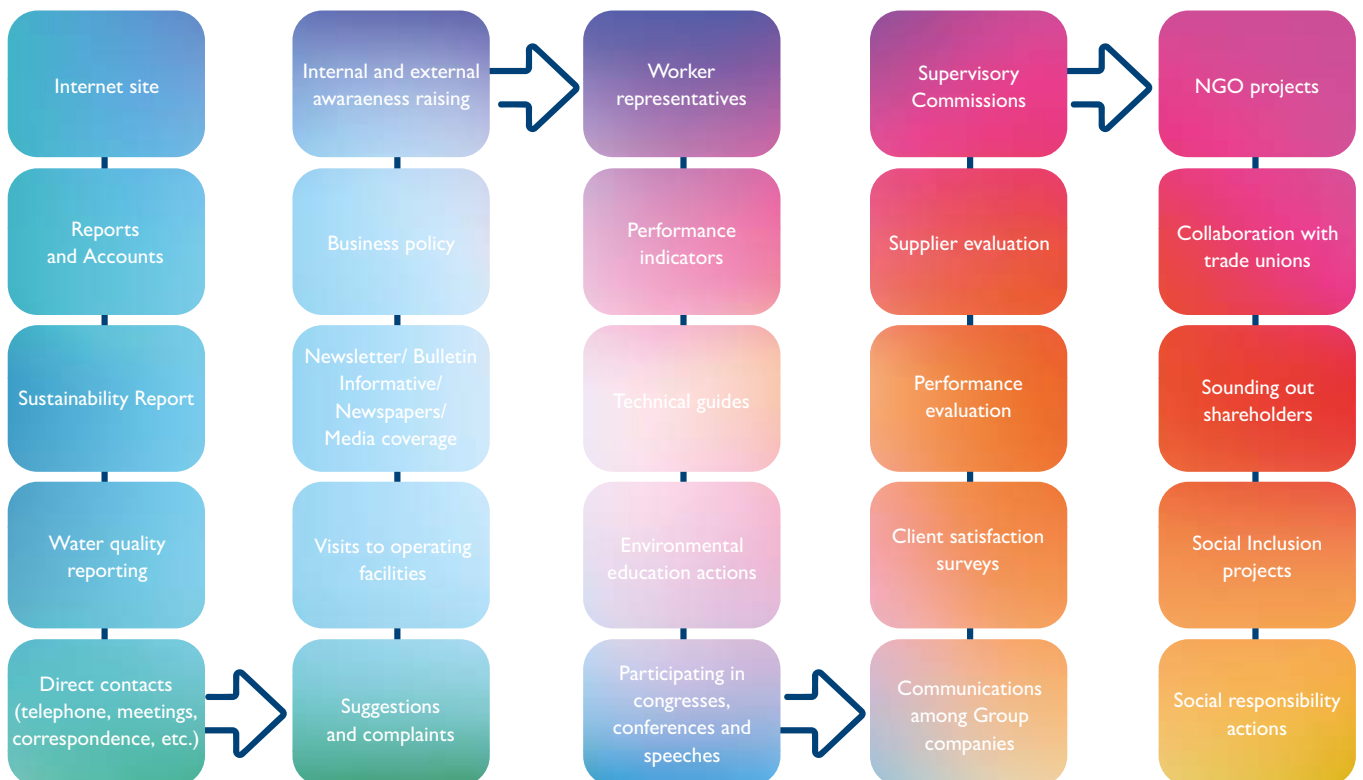 Internet site
Reports
and Accounts
Sustainability Report
Water quality
reporting
Direct contacts
(telephone, meetings,
correspondence, etc.)
Internal and external
awaraeness raising
Business policy
Newsletter/ Bulletin
Informative/
Newspapers/
Media coverage
Visits to operating
facilities
Suggestions
and complaints
Worker
representatives
Performance
indicators
Technical guides
Environmental
education actions
Participating in
congresses,
conferences and
speeches
Supervisory
Commissions
Supplier evaluation
Performance
evaluation
Client satisfaction
surveys
Communications
among Group
companies
NGO projects
Collaboration with
trade unions
Sounding out
shareholders
Social Inclusion
projects
Social responsibility
actions